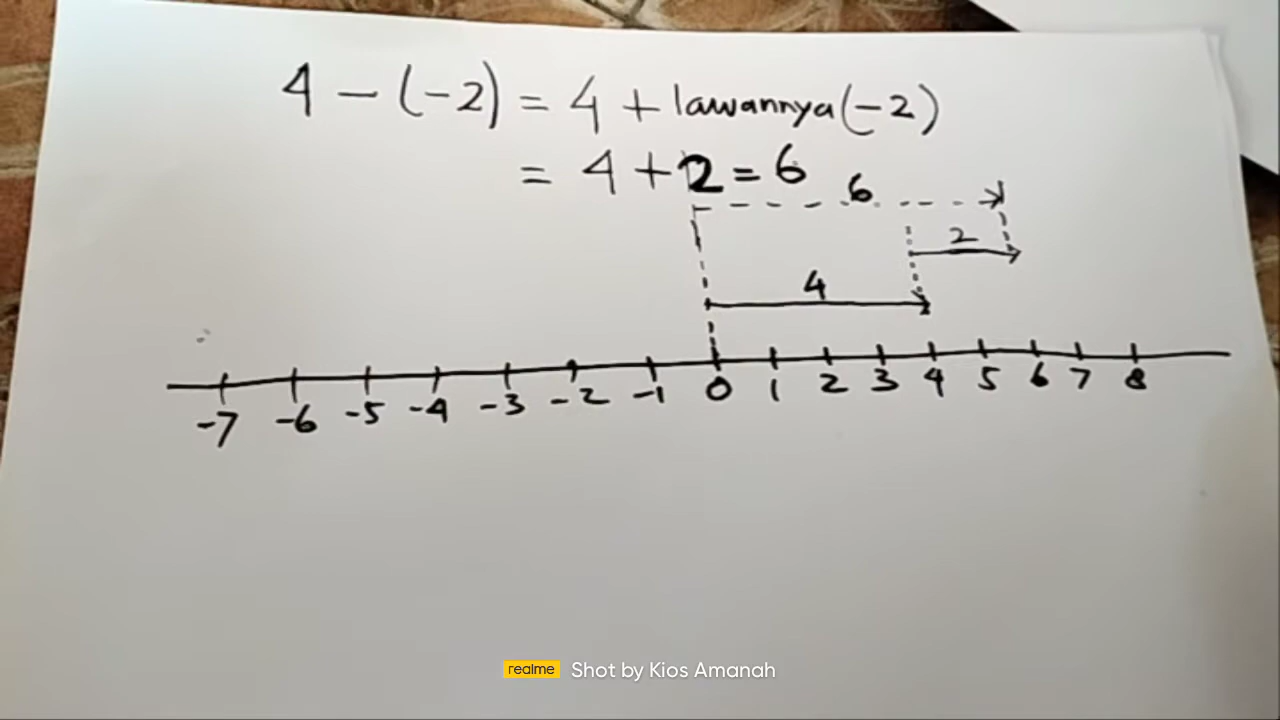 4 - (-2) = 4 + lawannya (-2)
= 4 + 2 = 6
6
2
4
-7 -6 -5 -4 -3 -2 -1 0 1 2 3 4 5 6 7 8
realme Shot by Kios Amanah